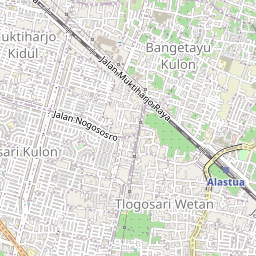 Muktiharjo
Kidul
Bangetayu
Kulon
Jalan Muktiharjo Raya
Jalan Nogososro
sari Kulon
Alastua
Tlogosari Wetan